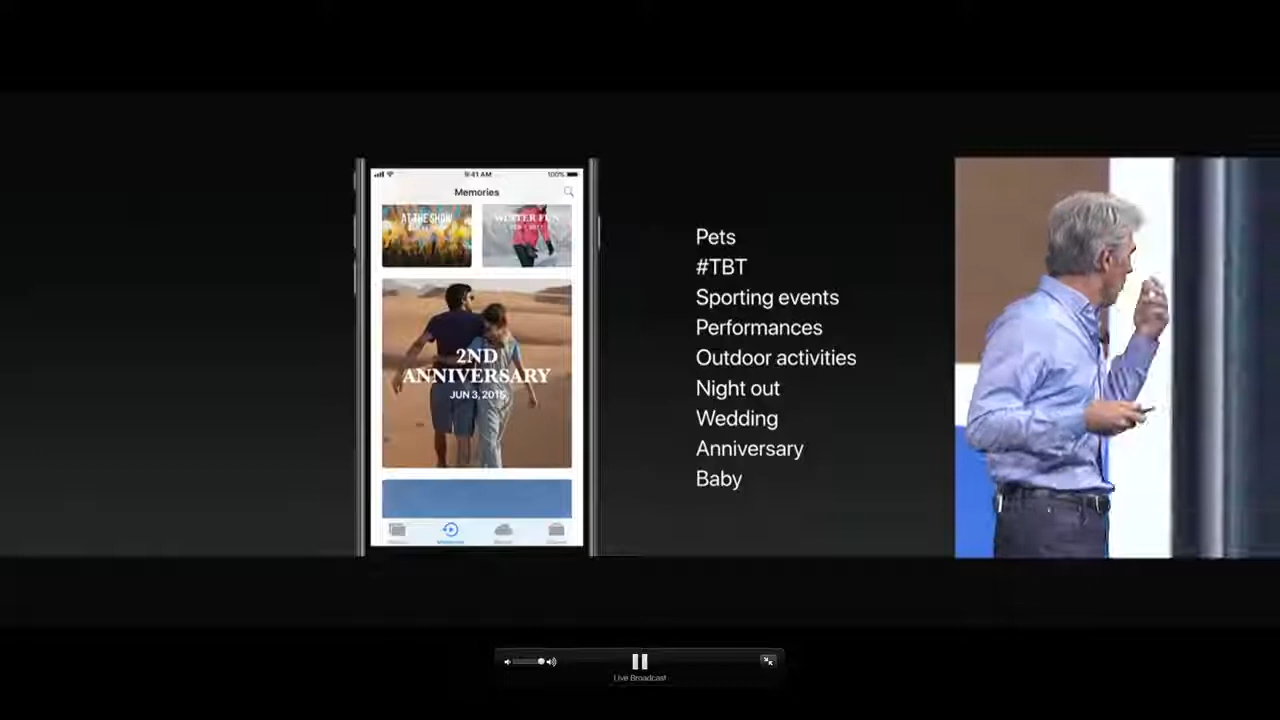 9:41 AM
100%
Memories
AT THE SHOW
WINTER FUN
2ND
ANNIVERSARY
JUN 3, 2015
Memories
Pets
#TBT
Sporting events
Performances
Outdoor activities
Night out
Wedding
Anniversary
Baby
Live Broadcast